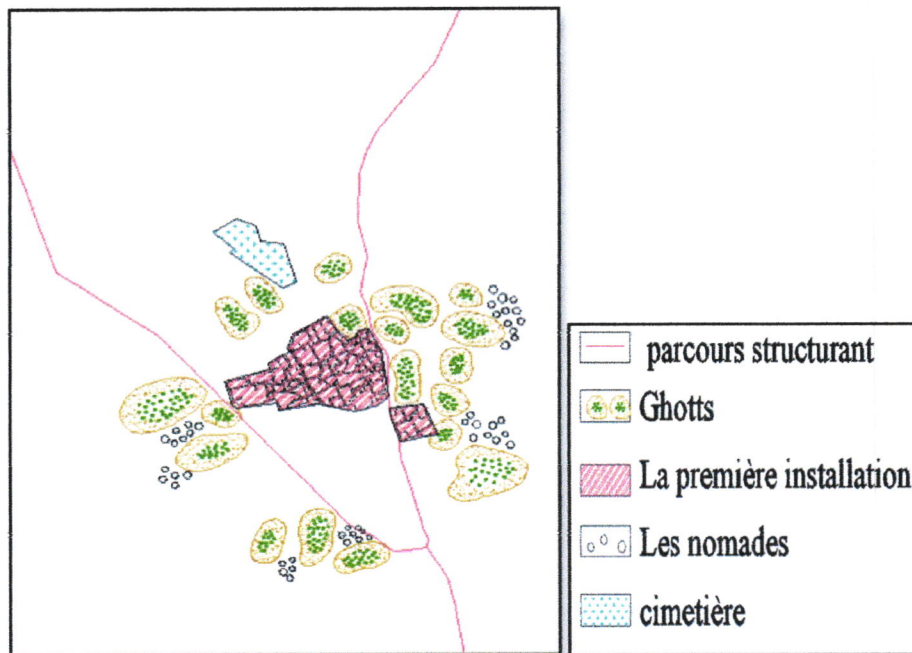 parcours structurant
Ghotts
La première installation
Les nomades
cimetière